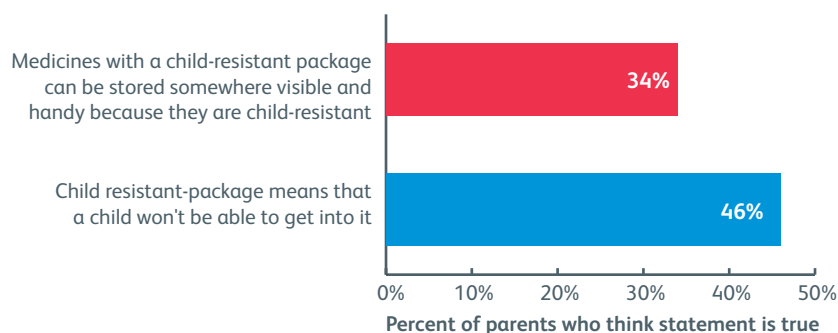 Medicines with a child-resistant package
can be stored somewhere visible and
handy because they are child-resistant
34%
Child resistant-package means that
a child won't be able to get into it
46%
0% 10% 20% 30% 40% 50%
Percent of parents who think statement is true